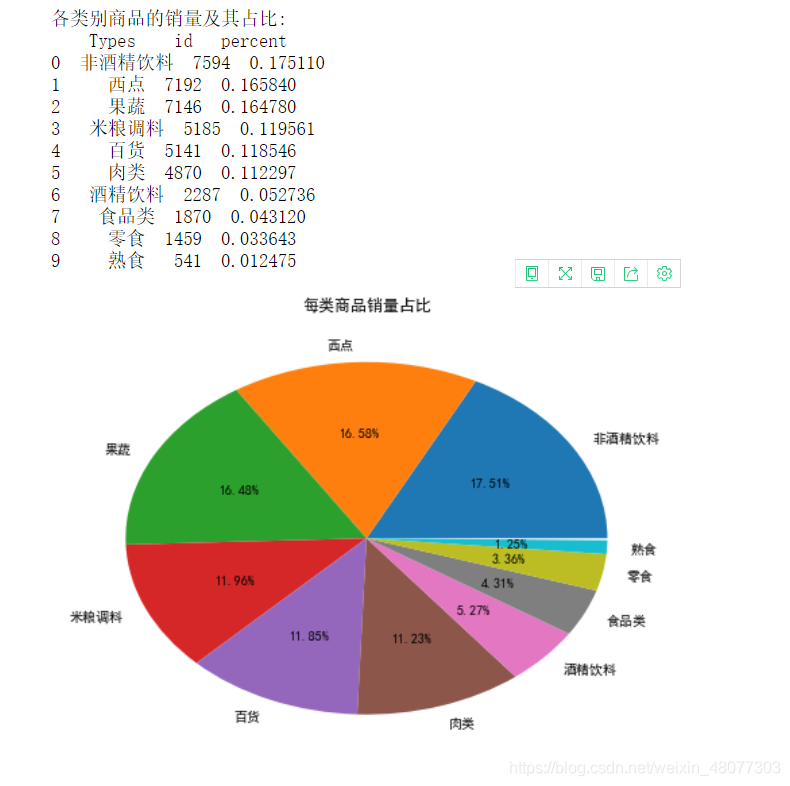 各类别商品的销量及其占比:
Types id percent
0 非酒精饮料 7594 0.175110
1 西点 7192 0.165840
2 果蔬 7146 0.164780
3 米粮调料 5185 0.119561
4 百货 5141 0.118546
5 肉类 4870 0.112297
6 酒精饮料 2287 0.052736
7 食品类 1870 0.043120
8 零食 1459 0.033643
9 熟食 541 0.012475
每类商品销量占比
西点
非酒精饮料
16.58%
果蔬
17.51%
16.48%
1.25%
熟食
3.36%
零食
11.96%
4.31%
米粮调料
5.27%
食品类
11.85%
11.23%
酒精饮料
百货
肉类
https://blog.csdn.net/weixin_48077303